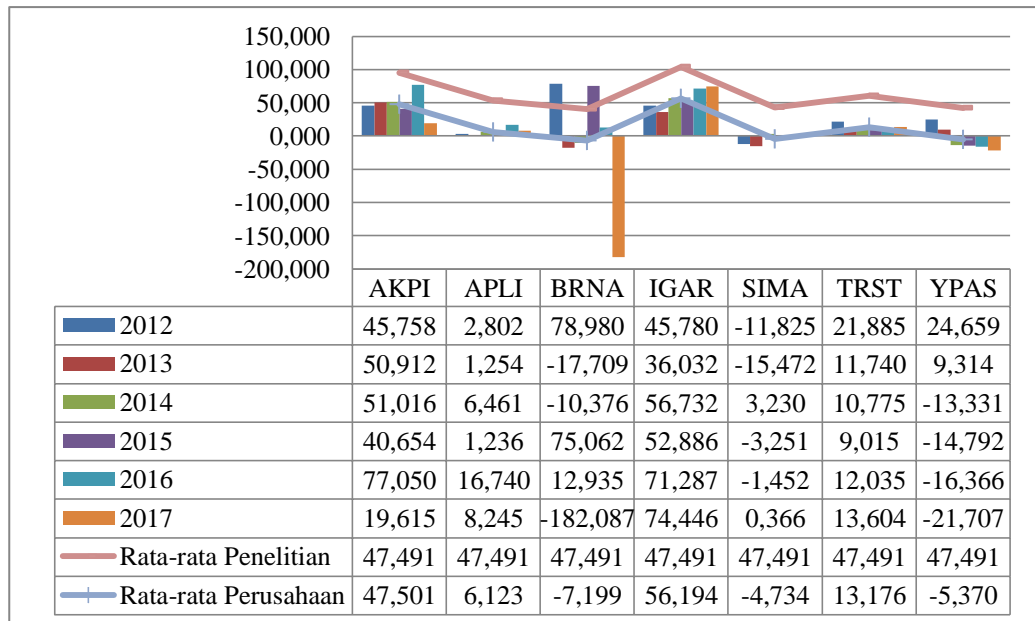 150,000
100,000
50,000
0,000
-50,000
-100,000
-150,000
-200,000
AKPI APLI BRNA IGAR SIMA TRST YPAS
2012 45,758 2,802 78,980 45,780 -11,825 21,885 24,659
2013 50,912 1,254 -17,709 36,032 -15,472 11,740 9,314
2014 51,016 6,461 -10,376 56,732 3,230 10,775 -13,331
2015 40,654 1,236 75,062 52,886 -3,251 9,015 -14,792
2016 77,050 16,740 12,935 71,287 -1,452 12,035 -16,366
2017 19,615 8,245 -182,087 74,446 0,366 13,604 -21,707
Rata-rata Penelitian 47,491 47,491 47,491 47,491 47,491 47,491 47,491
Rata-rata Perusahaan 47,501 6,123 -7,199 56,194 -4,734 13,176 -5,370